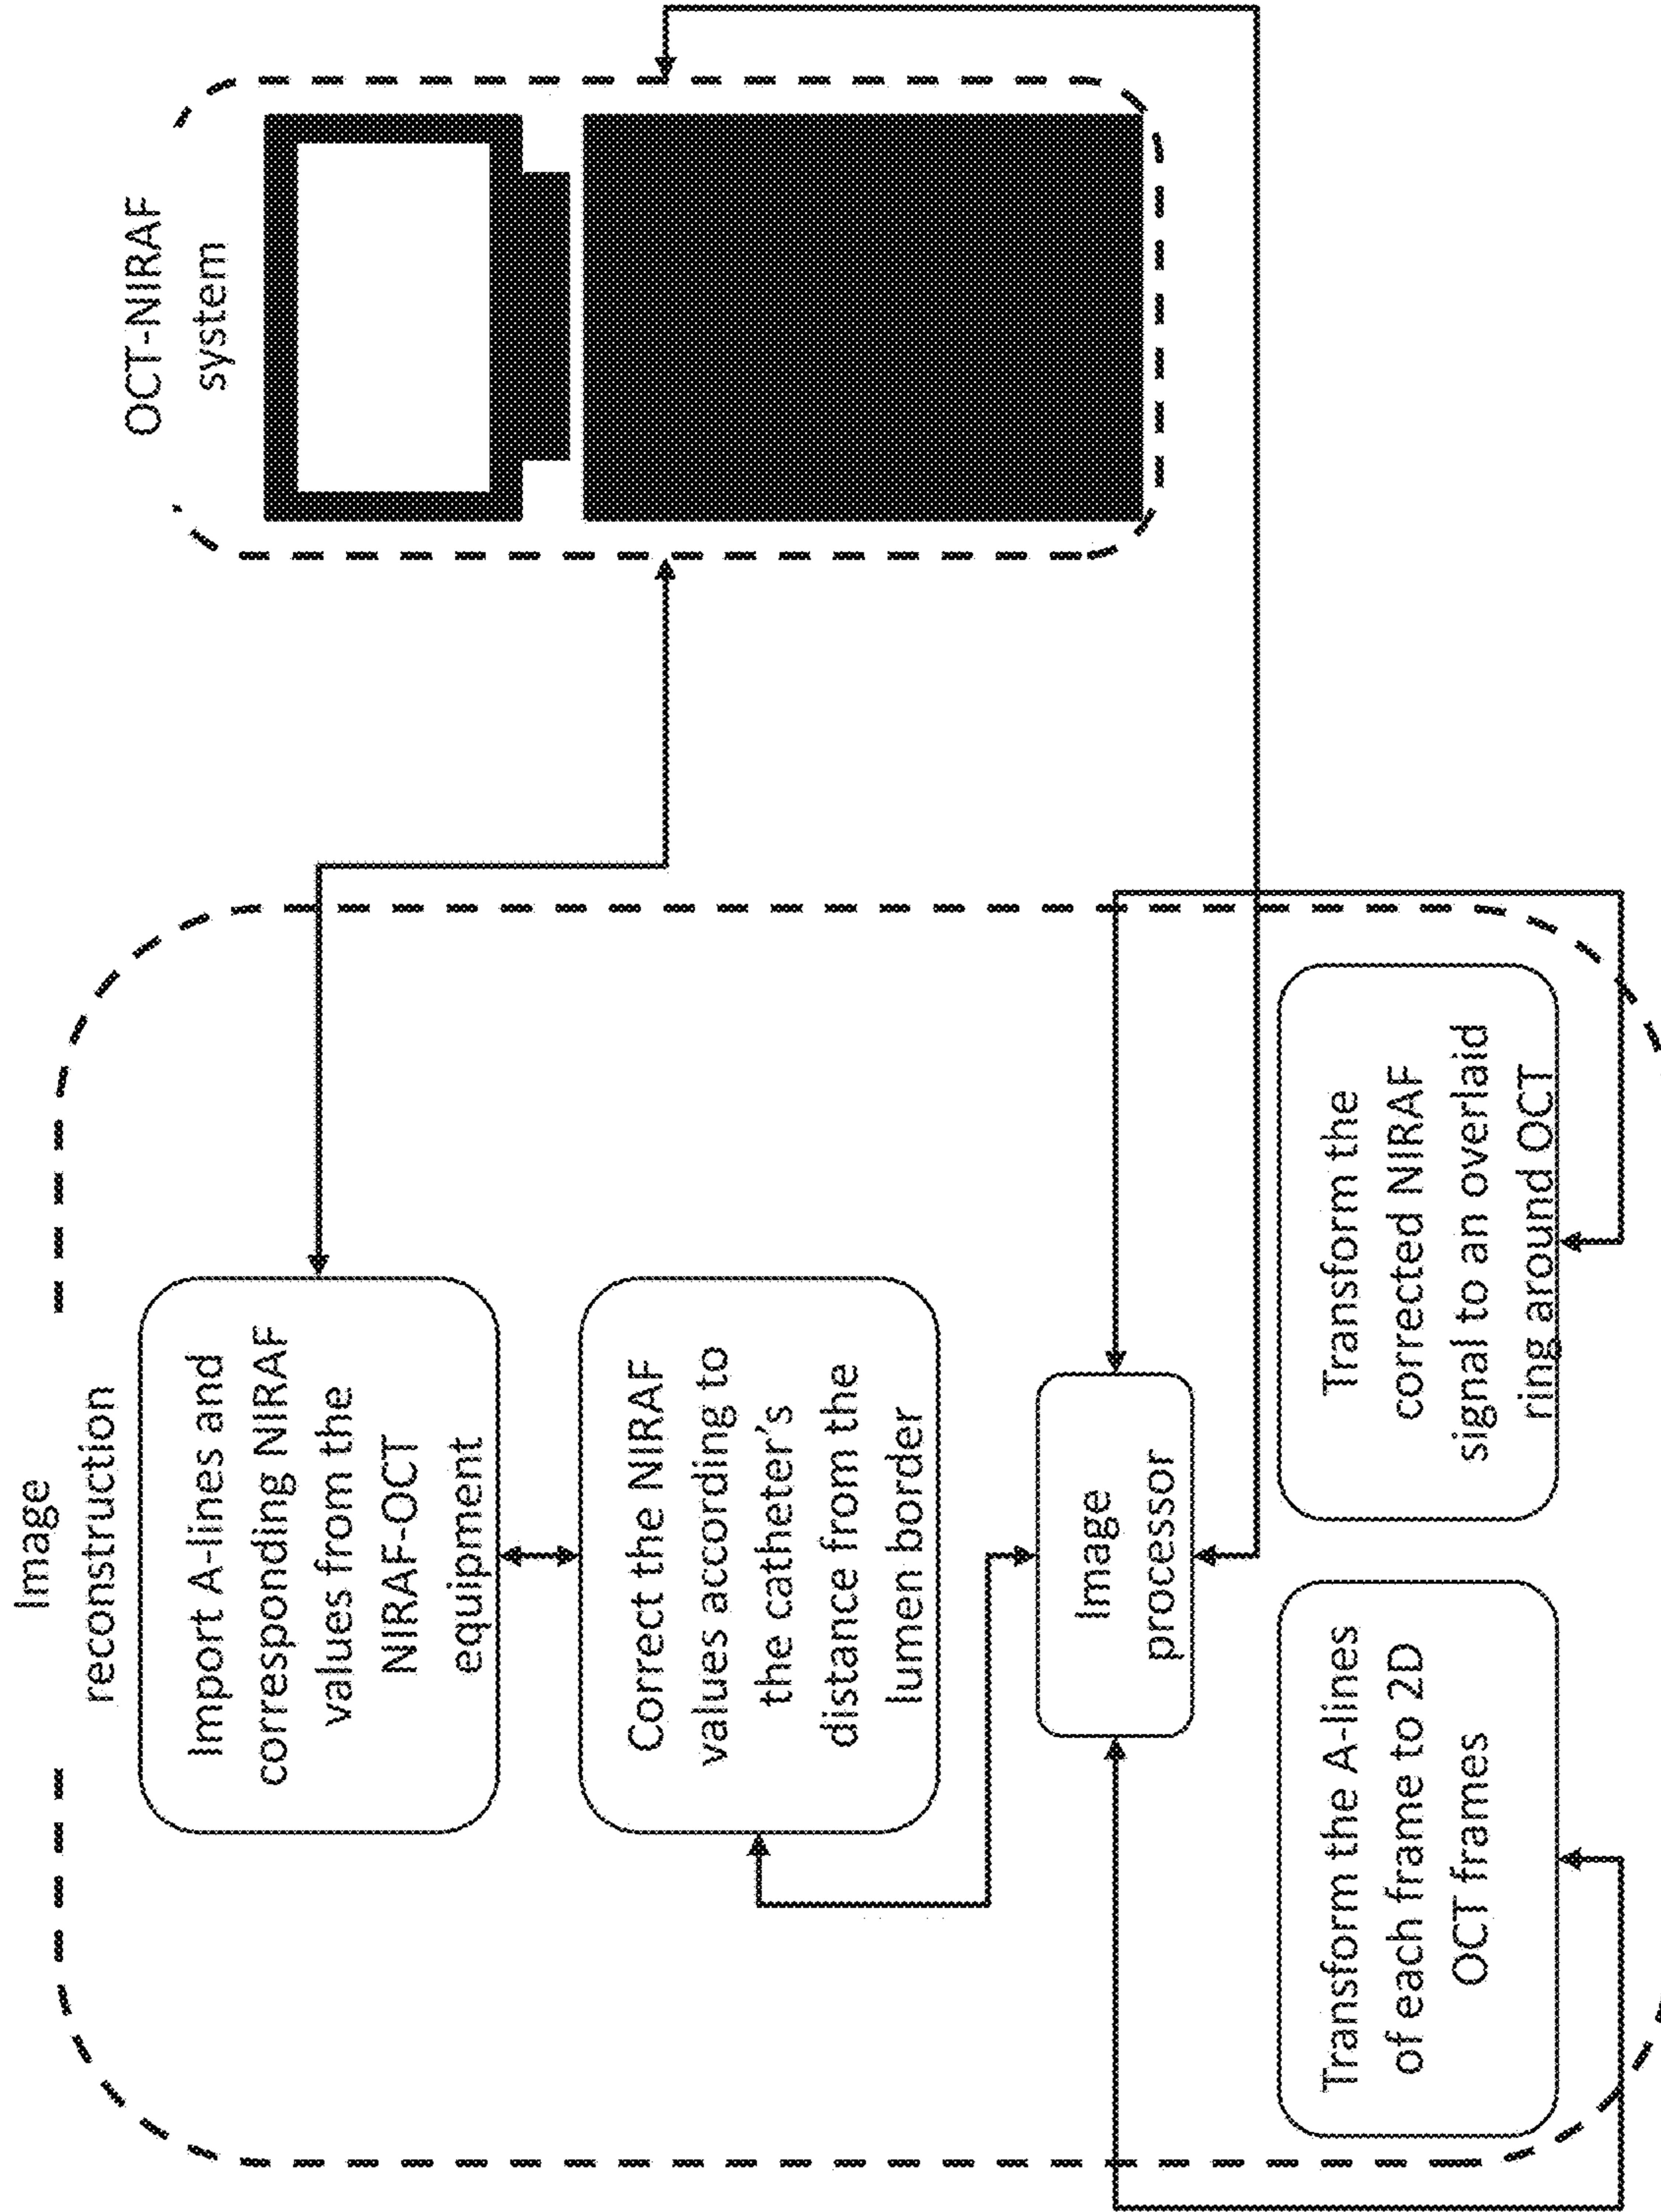 Image
reconstruction
Import A-lines and
corresponding NIRAF
values from the
NIRAF-OCT
equipment
Correct the NIRAF
values according to
the catheter's
distance from the
lumen border
Image
processor
Transform the A-lines
of each frame to 2D
OCT frames
Transform the
corrected NIRAF
signal to an overlaid
ring around OCT
OCT-NIRAF
system